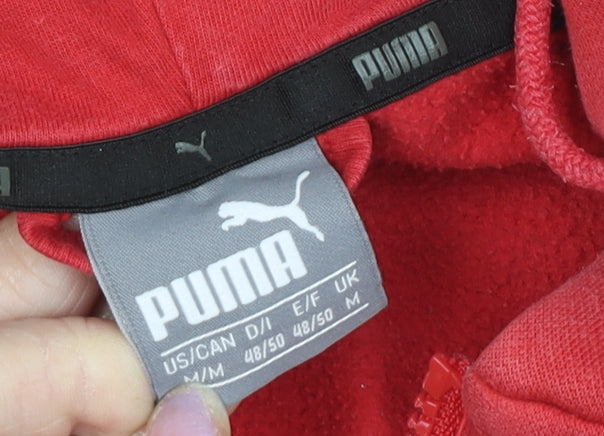 PUMA
PUMA
US/CAN D/I E/F UK
M/M 48/50 48/50 M